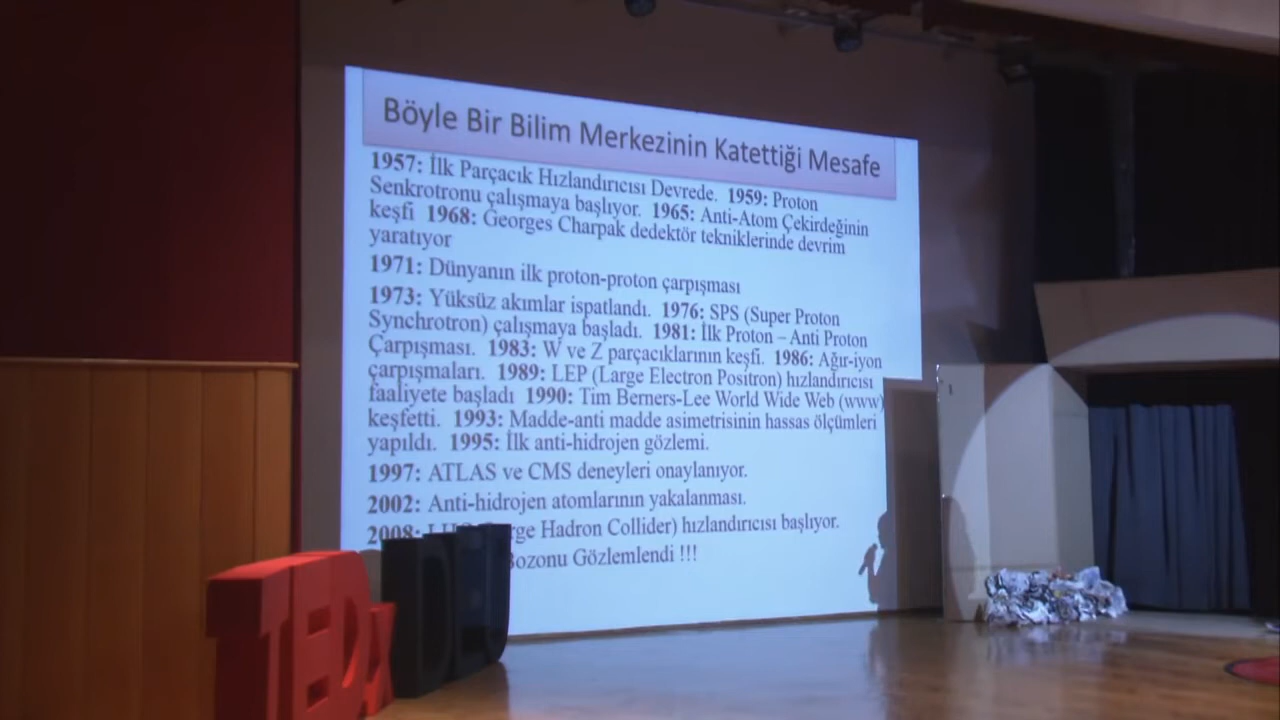 Böyle Bir Bilim Merkezinin Katettiği Mesafe
1957: İlk Parçacık Hızlandırıcısı Devrede. 1959: Proton
Senkrotronu çalışmaya başlıyor. 1965: Anti-Atom Çekirdeğinin
keşfi 1968: Georges Charpak dedektör tekniklerinde devrim
yaratıyor
1971: Dünyanın ilk proton-proton çarpışması
1973: Yüksüz akımlar ispatlandı. 1976: SPS (Super Proton
Synchrotron) çalışmaya başladı. 1981: İlk Proton – Anti Proton
Çarpışması. 1983: W ve Z parçacıklarının keşfi. 1986: Ağır-iyon
çarpışmaları. 1989: LEP (Large Electron Positron) hızlandırıcısı
faaliyete başladı 1990: Tim Berners-Lee World Wide Web (www)
keşfetti. 1993: Madde-anti madde asimetrisinin hassas ölçümleri
yapıldı. 1995: İlk anti-hidrojen gözlemi.
1997: ATLAS ve CMS deneyleri onaylanıyor.
2002: Anti-hidrojen atomlarının yakalanması.
2008: Hadron Collider) hızlandırıcısı başlıyor.
Gözlemlendi !!!
TEDx